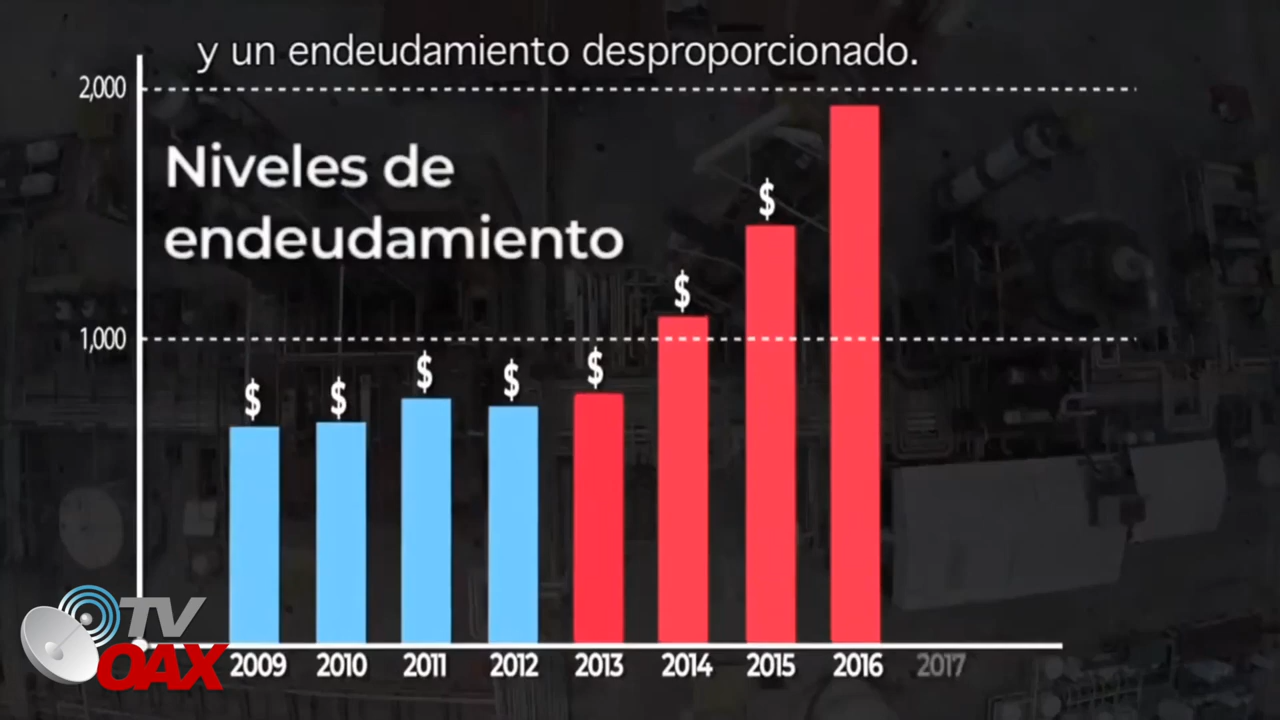 y un endeudamiento desproporcionado.
2,000
Niveles de
endeudamiento
$
$
$
1,000
$
$
$
$
2009 2010 2011 2012 2013 2014 2015 2016 2017
TV
OAX